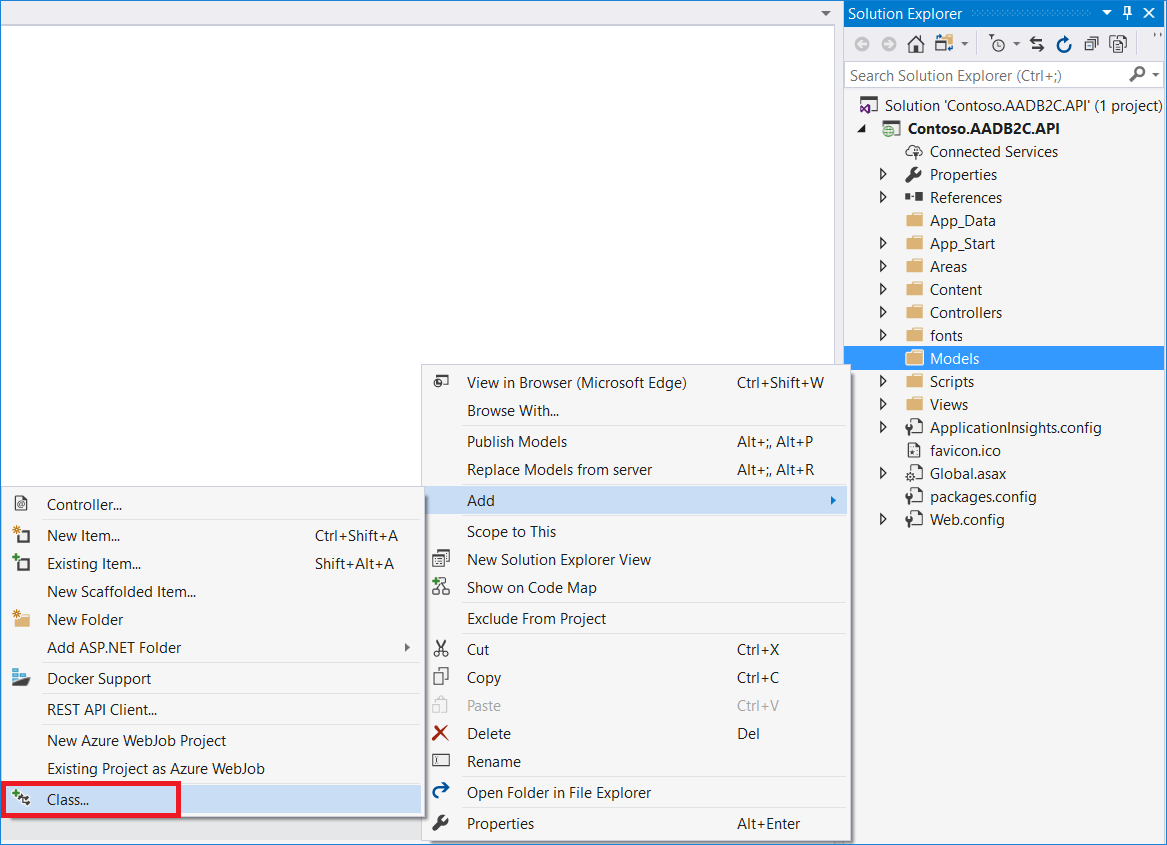 Solution Explorer
Search Solution Explorer (Ctrl+;)
Solution 'Contoso.AADB2C.API' (1 project)
Contoso.AADB2C.API
Connected Services
Properties
References
App_Data
App_Start
Areas
Content
Controllers
fonts
Models
Scripts
Views
ApplicationInsights.config
favicon.ico
Global.asax
packages.config
Web.config
View in Browser (Microsoft Edge) Ctrl+Shift+W
Browse With...
Publish Models Alt+;, Alt+P
Replace Models from server Alt+;, Alt+R
Add
Scope to This
New Solution Explorer View
Show on Code Map
Exclude From Project
Cut Ctrl+X
Copy Ctrl+C
Paste Ctrl+V
Delete Del
Rename
Open Folder in File Explorer
Properties Alt+Enter
Controller...
New Item... Ctrl+Shift+A
Existing Item... Shift+Alt+A
New Scaffolded Item...
New Folder
Add ASP.NET Folder
Docker Support
REST API Client...
New Azure WebJob Project
Existing Project as Azure WebJob
Class...